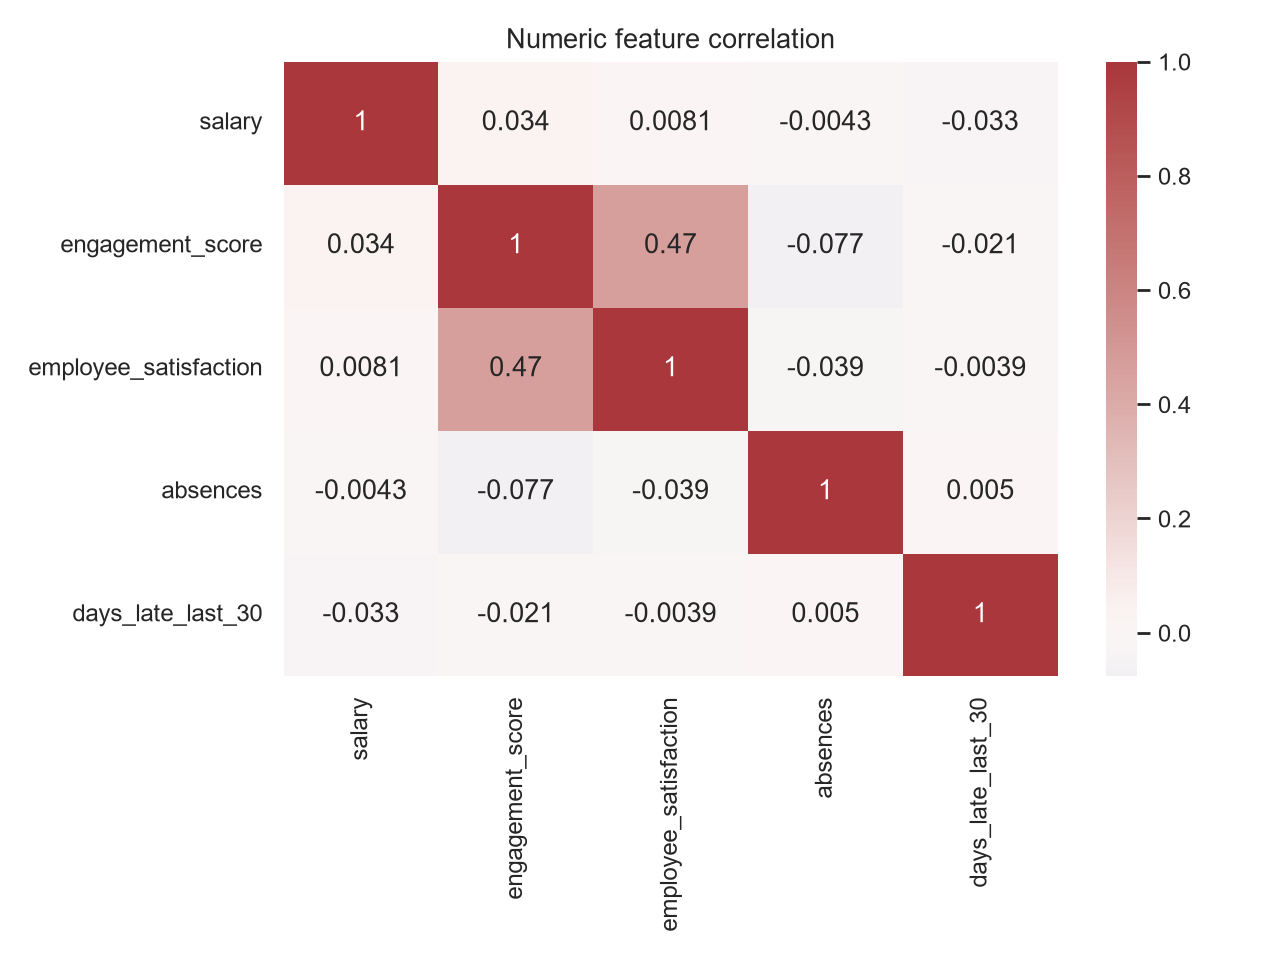 Numeric feature correlation
salary 1 0.034 0.0081 -0.0043 -0.033
engagement_score 0.034 1 0.47 -0.077 -0.021
employee_satisfaction 0.0081 0.47 1 -0.039 -0.0039
absences -0.0043 -0.077 -0.039 1 0.005
days_late_last_30 -0.033 -0.021 -0.0039 0.005 1
salary
engagement_score
employee_satisfaction
absences
days_late_last_30
1.0
0.8
0.6
0.4
0.2
0.0